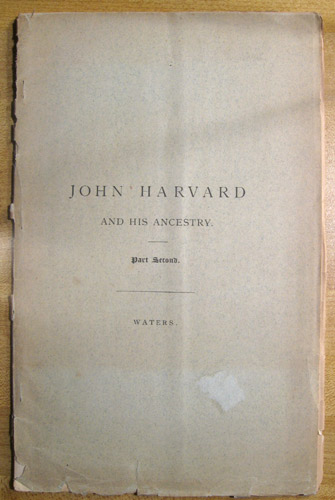 JOHN HARVARD
AND HIS ANCESTRY.
Part Second.
WATERS.